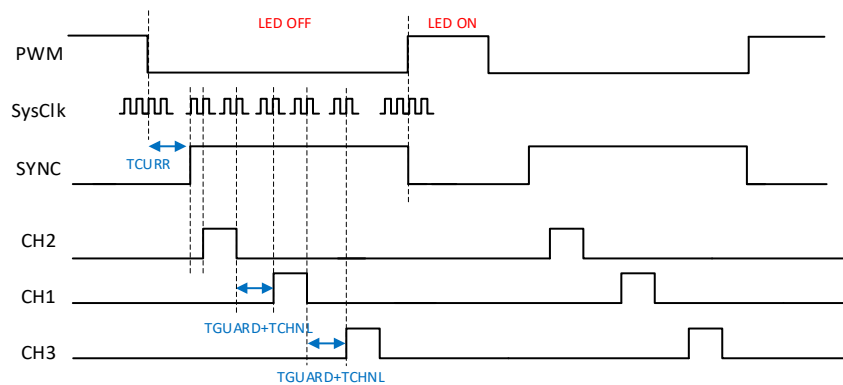 LED OFF
LED ON
PWM
SysClk
TCURR
SYNC
CH2
CH1
TGUARD+TCHNL
CH3
TGUARD+TCHNL